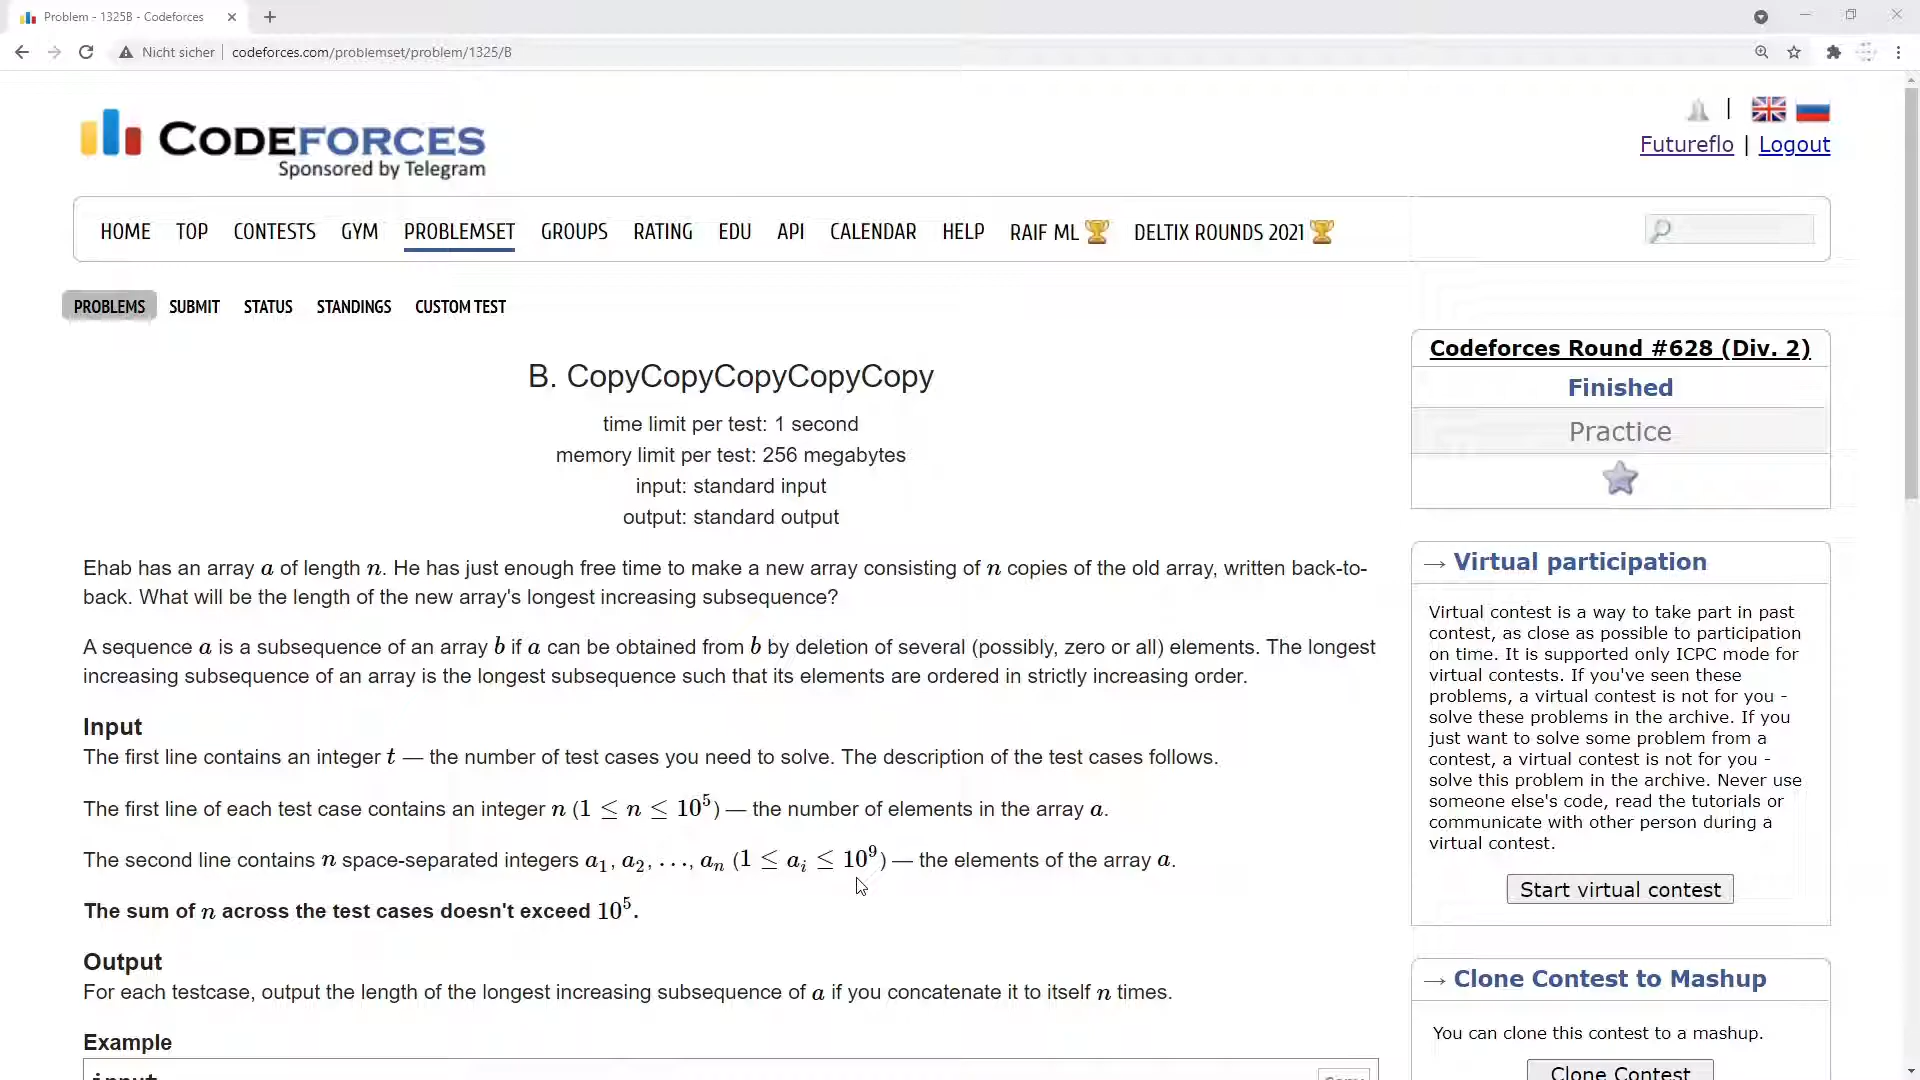 Problem - 1325B - Codeforces
Nicht sicher
codeforces.com/problemset/problem/1325/B
CODEFORCES
Sponsored by Telegram
Futureflo | Logout
HOME TOP CONTESTS GYM PROBLEMSET GROUPS RATING EDU API CALENDAR HELP RAIF ML DELTIX ROUNDS 2021
PROBLEMS SUBMIT STATUS STANDINGS CUSTOM TEST
B. CopyCopyCopyCopyCopy
time limit per test: 1 second
memory limit per test: 256 megabytes
input: standard input
output: standard output
Ehab has an array a of length n. He has just enough free time to make a new array consisting of n copies of the old array, written back-to-
back. What will be the length of the new array's longest increasing subsequence?
A sequence a is a subsequence of an array b if a can be obtained from b by deletion of several (possibly, zero or all) elements. The longest
increasing subsequence of an array is the longest subsequence such that its elements are ordered in strictly increasing order.
Input
The first line contains an integer t — the number of test cases you need to solve. The description of the test cases follows.
The first line of each test case contains an integer n (1 ≤ n ≤ 10⁵) — the number of elements in the array a.
The second line contains n space-separated integers a₁, a₂, …, aₙ (1 ≤ aᵢ ≤ 10⁹) — the elements of the array a.
The sum of n across the test cases doesn't exceed 10⁵.
Output
For each testcase, output the length of the longest increasing subsequence of a if you concatenate it to itself n times.
Example
input
Copy
Codeforces Round #628 (Div. 2)
Finished
Practice
→ Virtual participation
Virtual contest is a way to take part in past
contest, as close as possible to participation
on time. It is supported only ICPC mode for
virtual contests. If you've seen these
problems, a virtual contest is not for you -
solve these problems in the archive. If you
just want to solve some problem from a
contest, a virtual contest is not for you -
solve this problem in the archive. Never use
someone else's code, read the tutorials or
communicate with other person during a
virtual contest.
Start virtual contest
→ Clone Contest to Mashup
You can clone this contest to a mashup.
Clone Contest